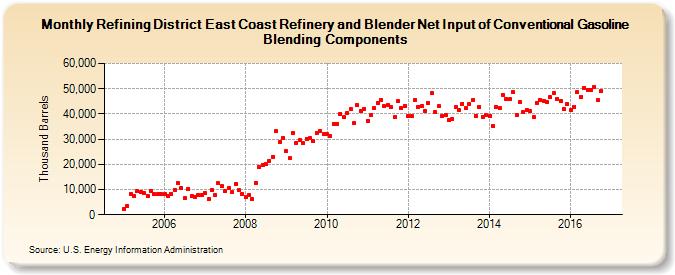 Monthly Refining District East Coast Refinery and Blender Net Input of Conventional Gasoline
Blending Components
Thousand Barrels
60,000
50,000
40,000
30,000
20,000
10,000
0
2006 2008 2010 2012 2014 2016
Source: U.S. Energy Information Administration